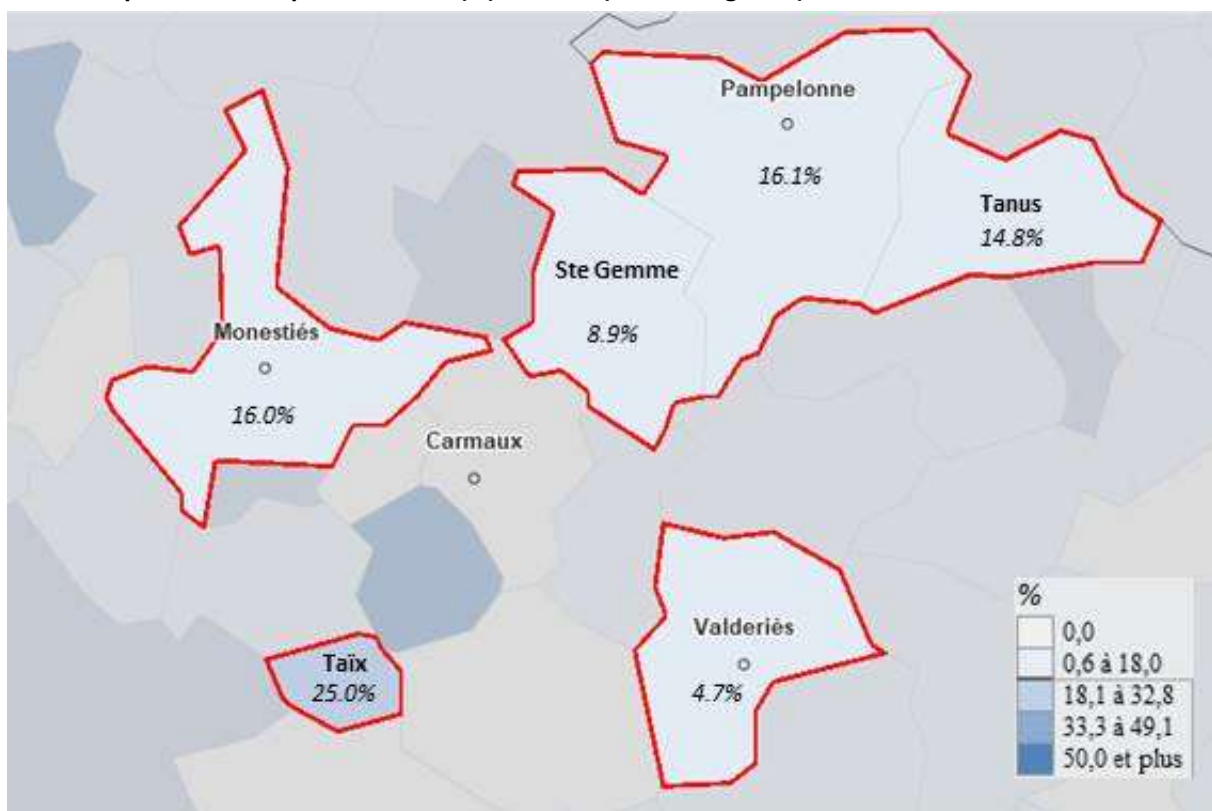 Pampelonne
16.1%
Tanus
14.8%
Ste Gemme
8.9%
Monestiés
16.0%
Carmaux
Valderiès
4.7%
Taïx
25.0%
%
0,0
0,6 à 18,0
18,1 à 32,8
33,3 à 49,1
50,0 et plus